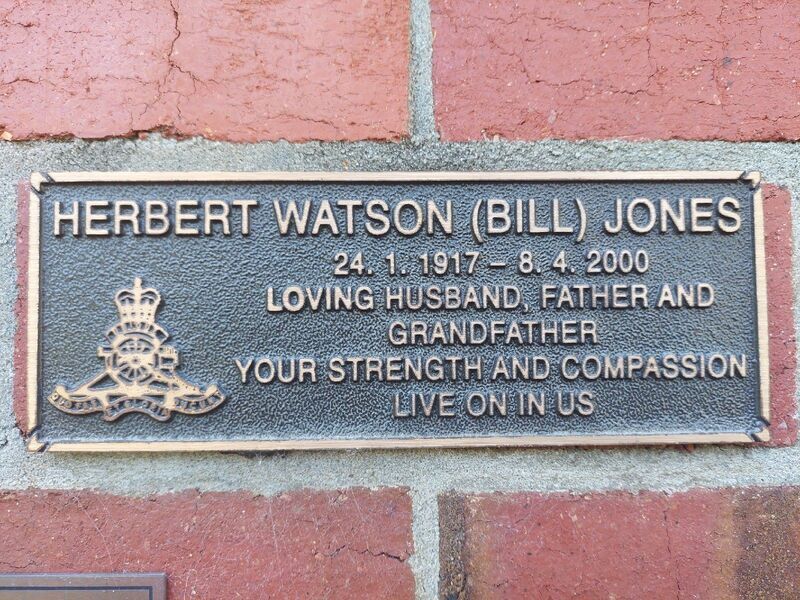 HERBERT WATSON (BILL) JONES
24. 1. 1917 – 8. 4. 2000
LOVING HUSBAND, FATHER AND
GRANDFATHER
YOUR STRENGTH AND COMPASSION
LIVE ON IN US